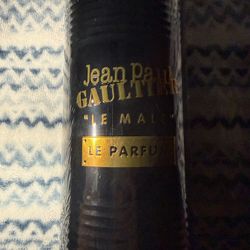 Jean Paul
GAULTIER
"LE MALE"
LE PARFUM